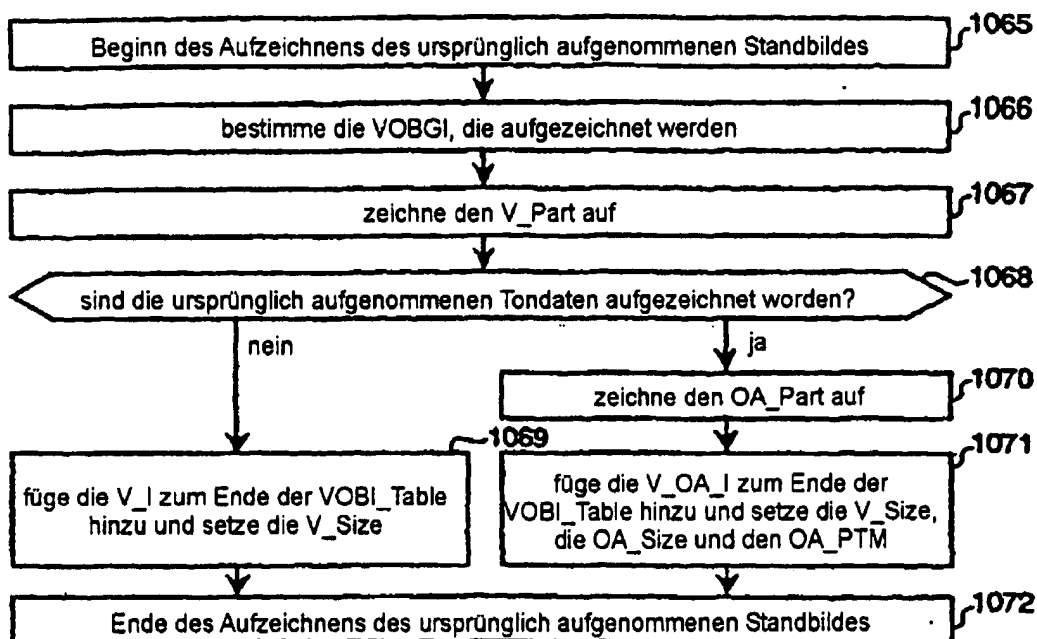 1065
Beginn des Aufzeichnens des ursprünglich aufgenommenen Standbildes
1066
bestimme die VOBGI, die aufgezeichnet werden
1067
zeichne den V_Part auf
1068
sind die ursprünglich aufgenommenen Tondaten aufgezeichnet worden?
nein
ja
1070
zeichne den OA_Part auf
1069
füge die V_I zum Ende der VOBI_Table
hinzu und setze die V_Size
1071
füge die V_OA_I zum Ende der
VOBI_Table hinzu und setze die V_Size,
die OA_Size und den OA_PTM
1072
Ende des Aufzeichnens des ursprünglich aufgenommenen Standbildes